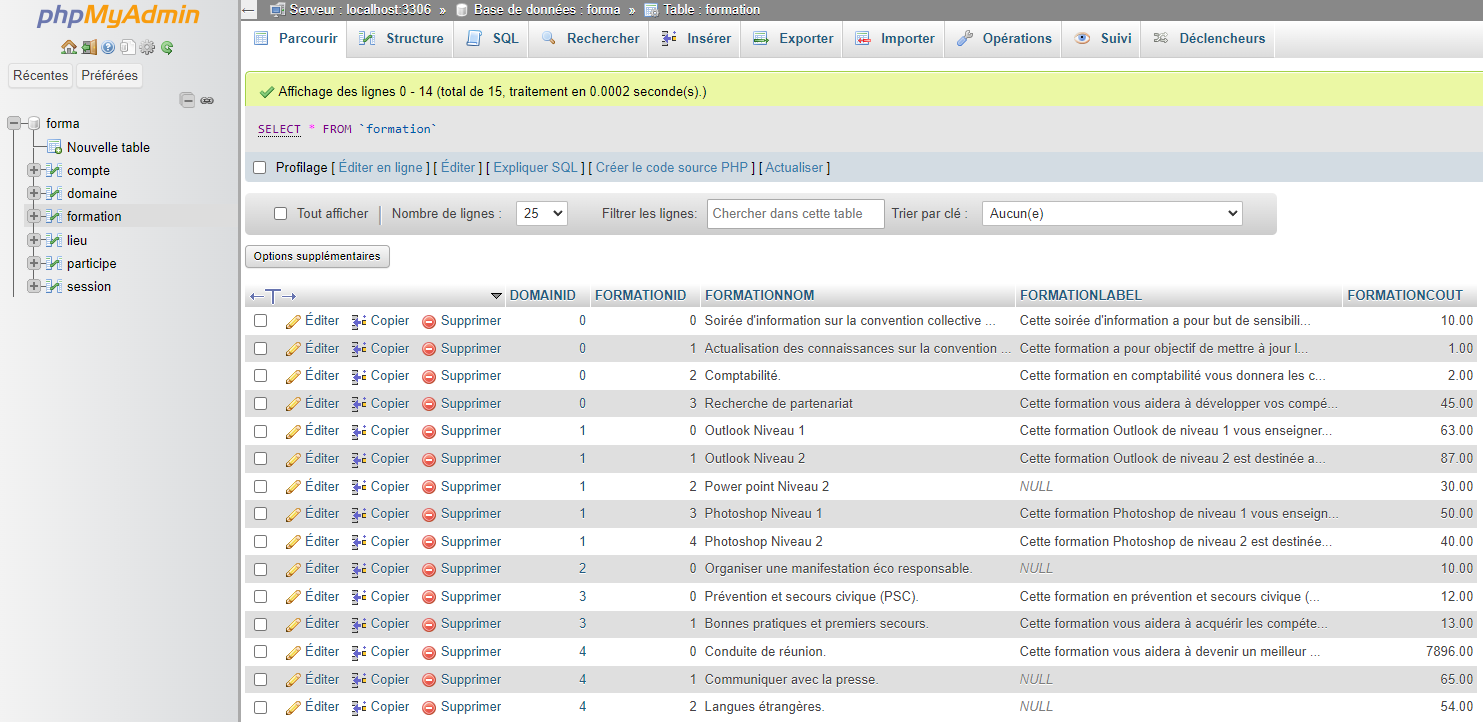 phpMyAdmin
Récentes Préférées
forma
Nouvelle table
compte
domaine
formation
lieu
participe
session
Serveur : localhost:3306 » Base de données : forma » Table : formation
Parcourir Structure SQL Rechercher Insérer Exporter Importer Opérations Suivi Déclencheurs
Affichage des lignes 0 - 14 (total de 15, traitement en 0.0002 seconde(s).)
SELECT * FROM `formation`
Profilage [ Éditer en ligne ] [ Éditer ] [ Expliquer SQL ] [ Créer le code source PHP ] [ Actualiser ]
Tout afficher Nombre de lignes : 25 Filtrer les lignes: Chercher dans cette table Trier par clé : Aucun(e)
Options supplémentaires
←T→ DOMAINID FORMATIONID FORMATIONNOM FORMATIONLABEL FORMATIONCOUT
Éditer Copier Supprimer 0 0 Soirée d'information sur la convention collective ... Cette soirée d'information a pour but de sensibili... 10.00
Éditer Copier Supprimer 0 1 Actualisation des connaissances sur la convention ... Cette formation a pour objectif de mettre à jour l... 1.00
Éditer Copier Supprimer 0 2 Comptabilité. Cette formation en comptabilité vous donnera les c... 2.00
Éditer Copier Supprimer 0 3 Recherche de partenariat Cette formation vous aidera à développer vos compé... 45.00
Éditer Copier Supprimer 1 0 Outlook Niveau 1 Cette formation Outlook de niveau 1 vous enseigner... 63.00
Éditer Copier Supprimer 1 1 Outlook Niveau 2 Cette formation Outlook de niveau 2 est destinée a... 87.00
Éditer Copier Supprimer 1 2 Power point Niveau 2 NULL 30.00
Éditer Copier Supprimer 1 3 Photoshop Niveau 1 Cette formation Photoshop de niveau 1 vous enseign... 50.00
Éditer Copier Supprimer 1 4 Photoshop Niveau 2 Cette formation Photoshop de niveau 2 est destinée... 40.00
Éditer Copier Supprimer 2 0 Organiser une manifestation éco responsable. NULL 10.00
Éditer Copier Supprimer 3 0 Prévention et secours civique (PSC). Cette formation en prévention et secours civique (... 12.00
Éditer Copier Supprimer 3 1 Bonnes pratiques et premiers secours. Cette formation vous aidera à acquérir les compéte... 13.00
Éditer Copier Supprimer 4 0 Conduite de réunion. Cette formation vous aidera à devenir un meilleur ... 7896.00
Éditer Copier Supprimer 4 1 Communiquer avec la presse. NULL 65.00
Éditer Copier Supprimer 4 2 Langues étrangères. NULL 54.00